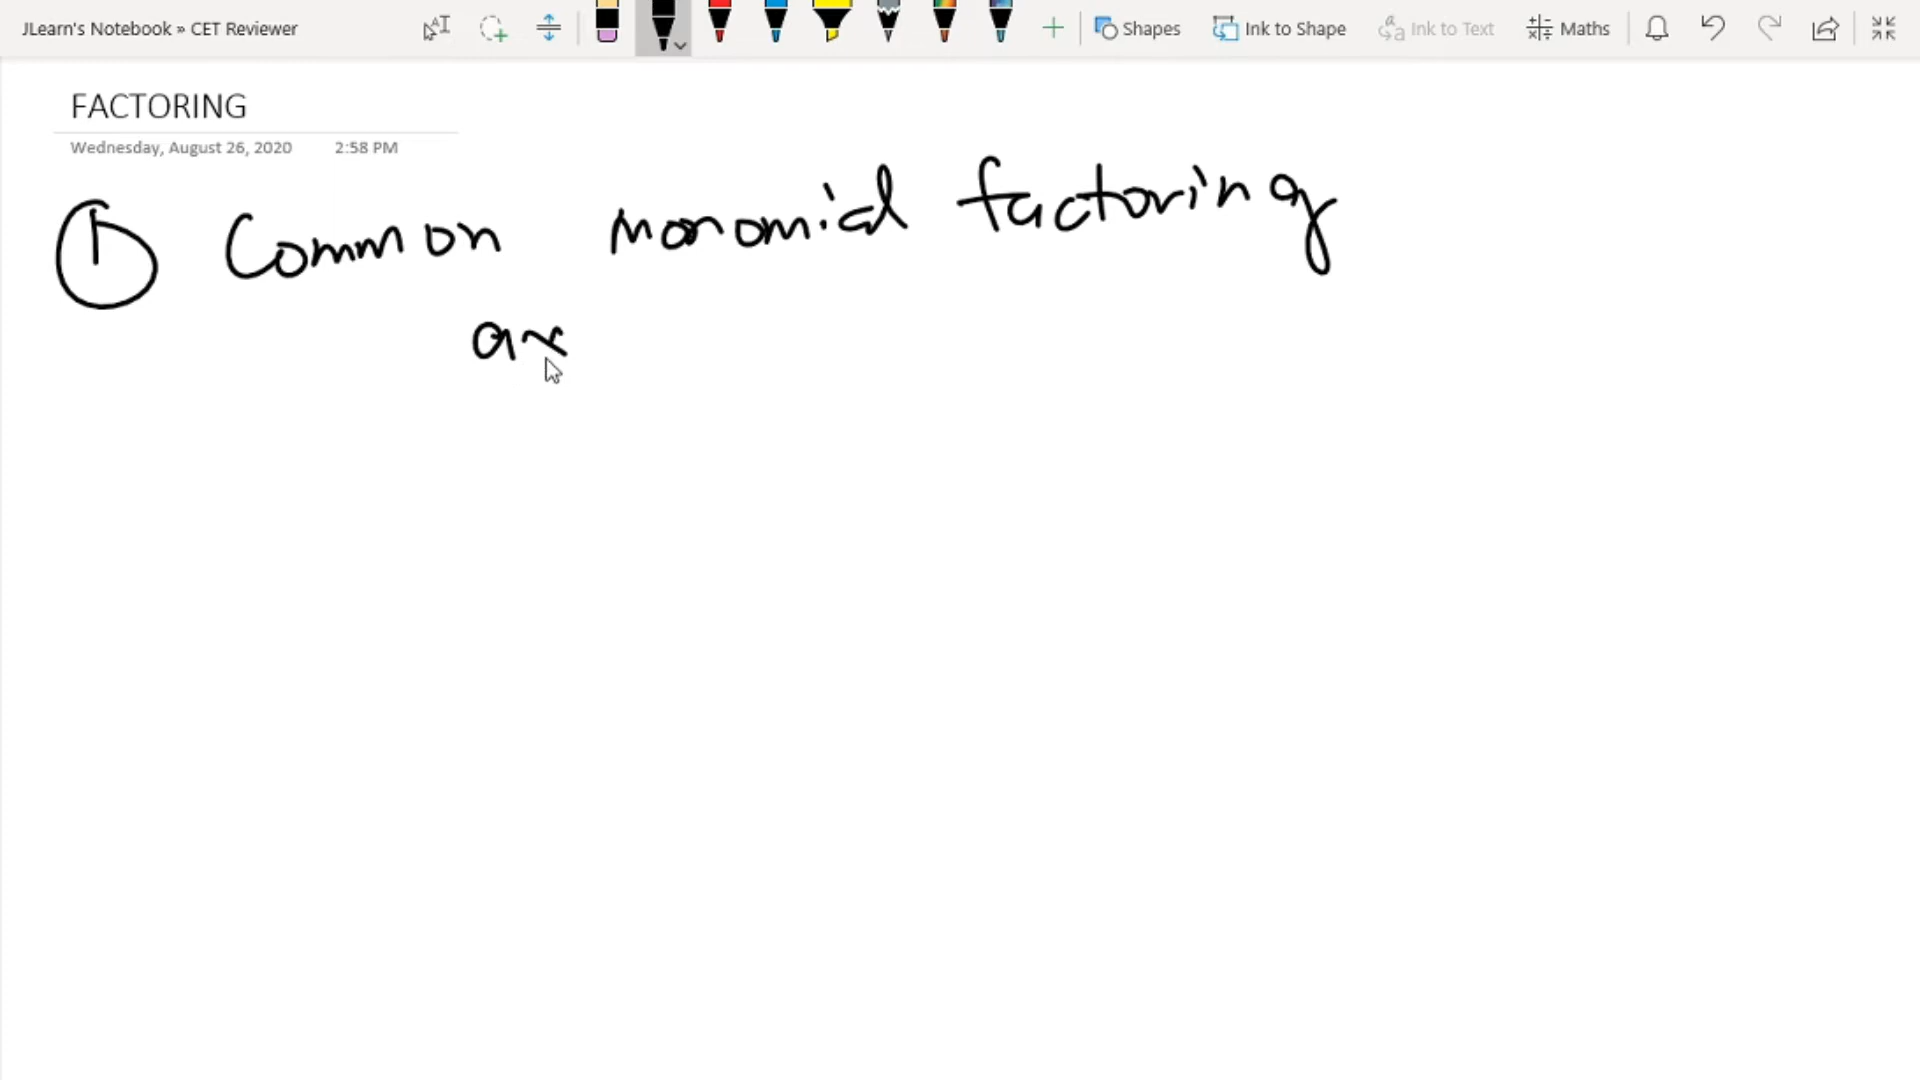 JLearn's Notebook » CET Reviewer Shapes Ink to Shape Ink to Text Maths
FACTORING
Wednesday, August 26, 2020 2:58 PM
① Common monomial factoring
ax